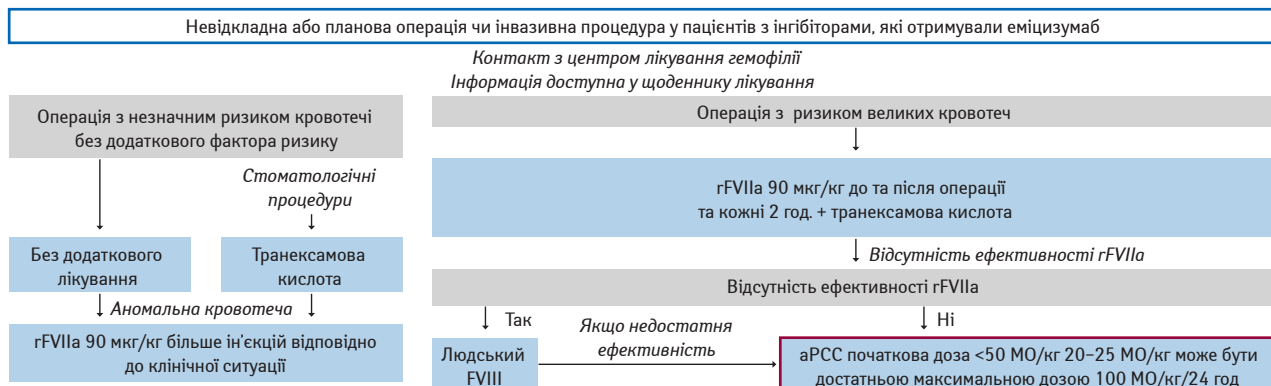 Невідкладна або планова операція чи інвазивна процедура у пацієнтів з інгібіторами, які отримували еміцизумаб
Контакт з центром лікування гемофілії
Інформація доступна у щоденнику лікування
Операція з незначним ризиком кровотечі
без додаткового фактора ризику
Стоматологічні
процедури
Без додаткового
лікування
Транексамова
кислота
Аномальна кровотеча
rFVIIa 90 мкг/кг більше ін'єкцій відповідно
до клінічної ситуації
Операція з ризиком великих кровотеч
rFVIIa 90 мкг/кг до та після операції
та кожні 2 год. + транексамова кислота
Відсутність ефективності rFVIIa
Відсутність ефективності rFVIIa
Так
Якщо недостатня
ефективність
Ні
Людський
FVIII
aPCC початкова доза <50 МО/кг 20–25 МО/кг може бути
достатньою максимальною дозою 100 МО/кг/24 год